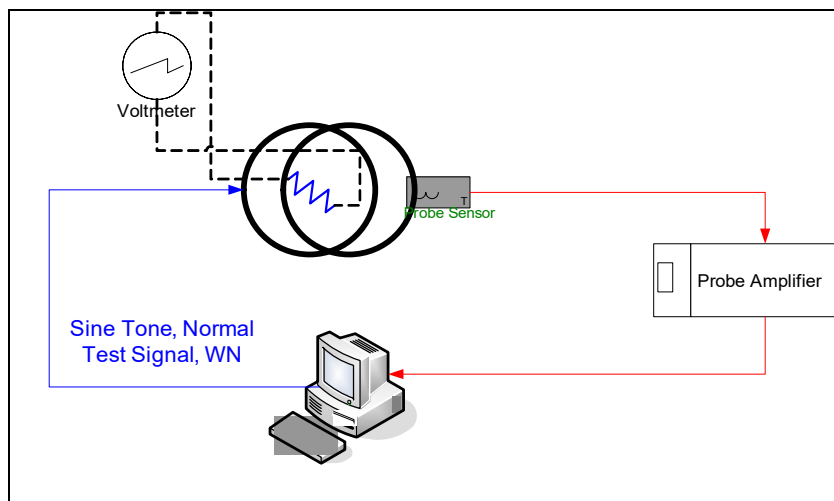 Voltmeter
T
Probe Sensor
Probe Amplifier
Sine Tone, Normal
Test Signal, WN